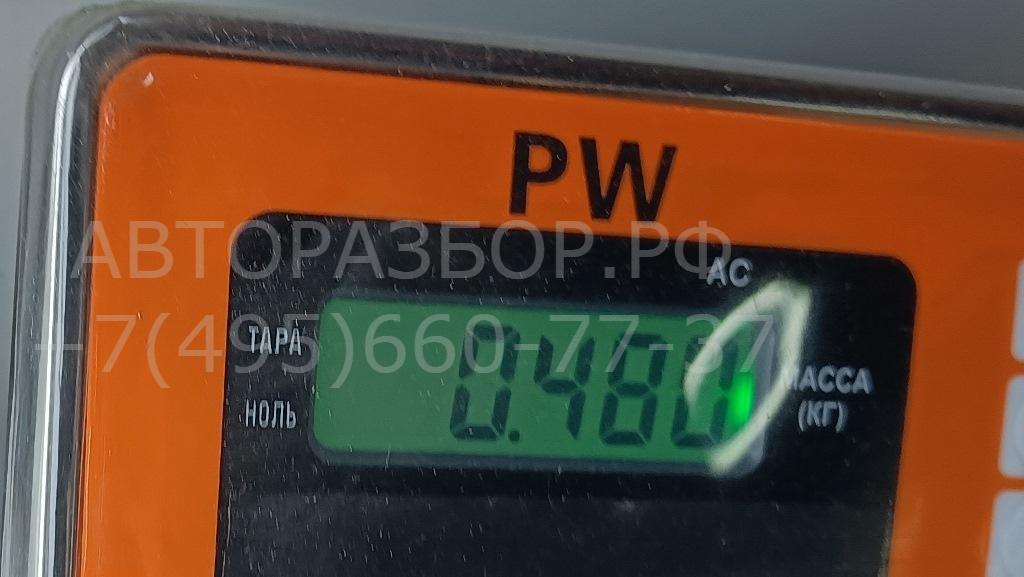 PW
АВТОРАЗБОР.РФ
АС
+7(495)660-77-37
ТАРА
0.480
МАССА
(КГ)
НОЛЬ